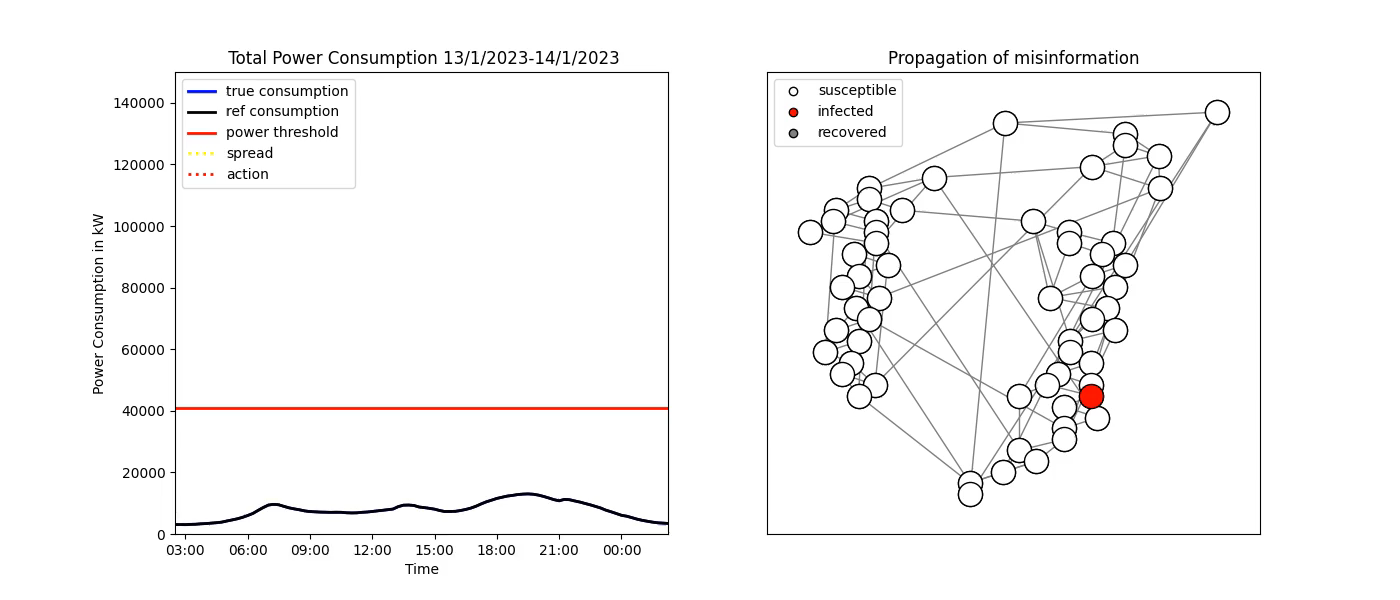 Total Power Consumption 13/1/2023-14/1/2023
true consumption
ref consumption
power threshold
spread
action
140000
120000
100000
80000
60000
40000
20000
0
Power Consumption in kW
03:00 06:00 09:00 12:00 15:00 18:00 21:00 00:00
Time
Propagation of misinformation
susceptible
infected
recovered